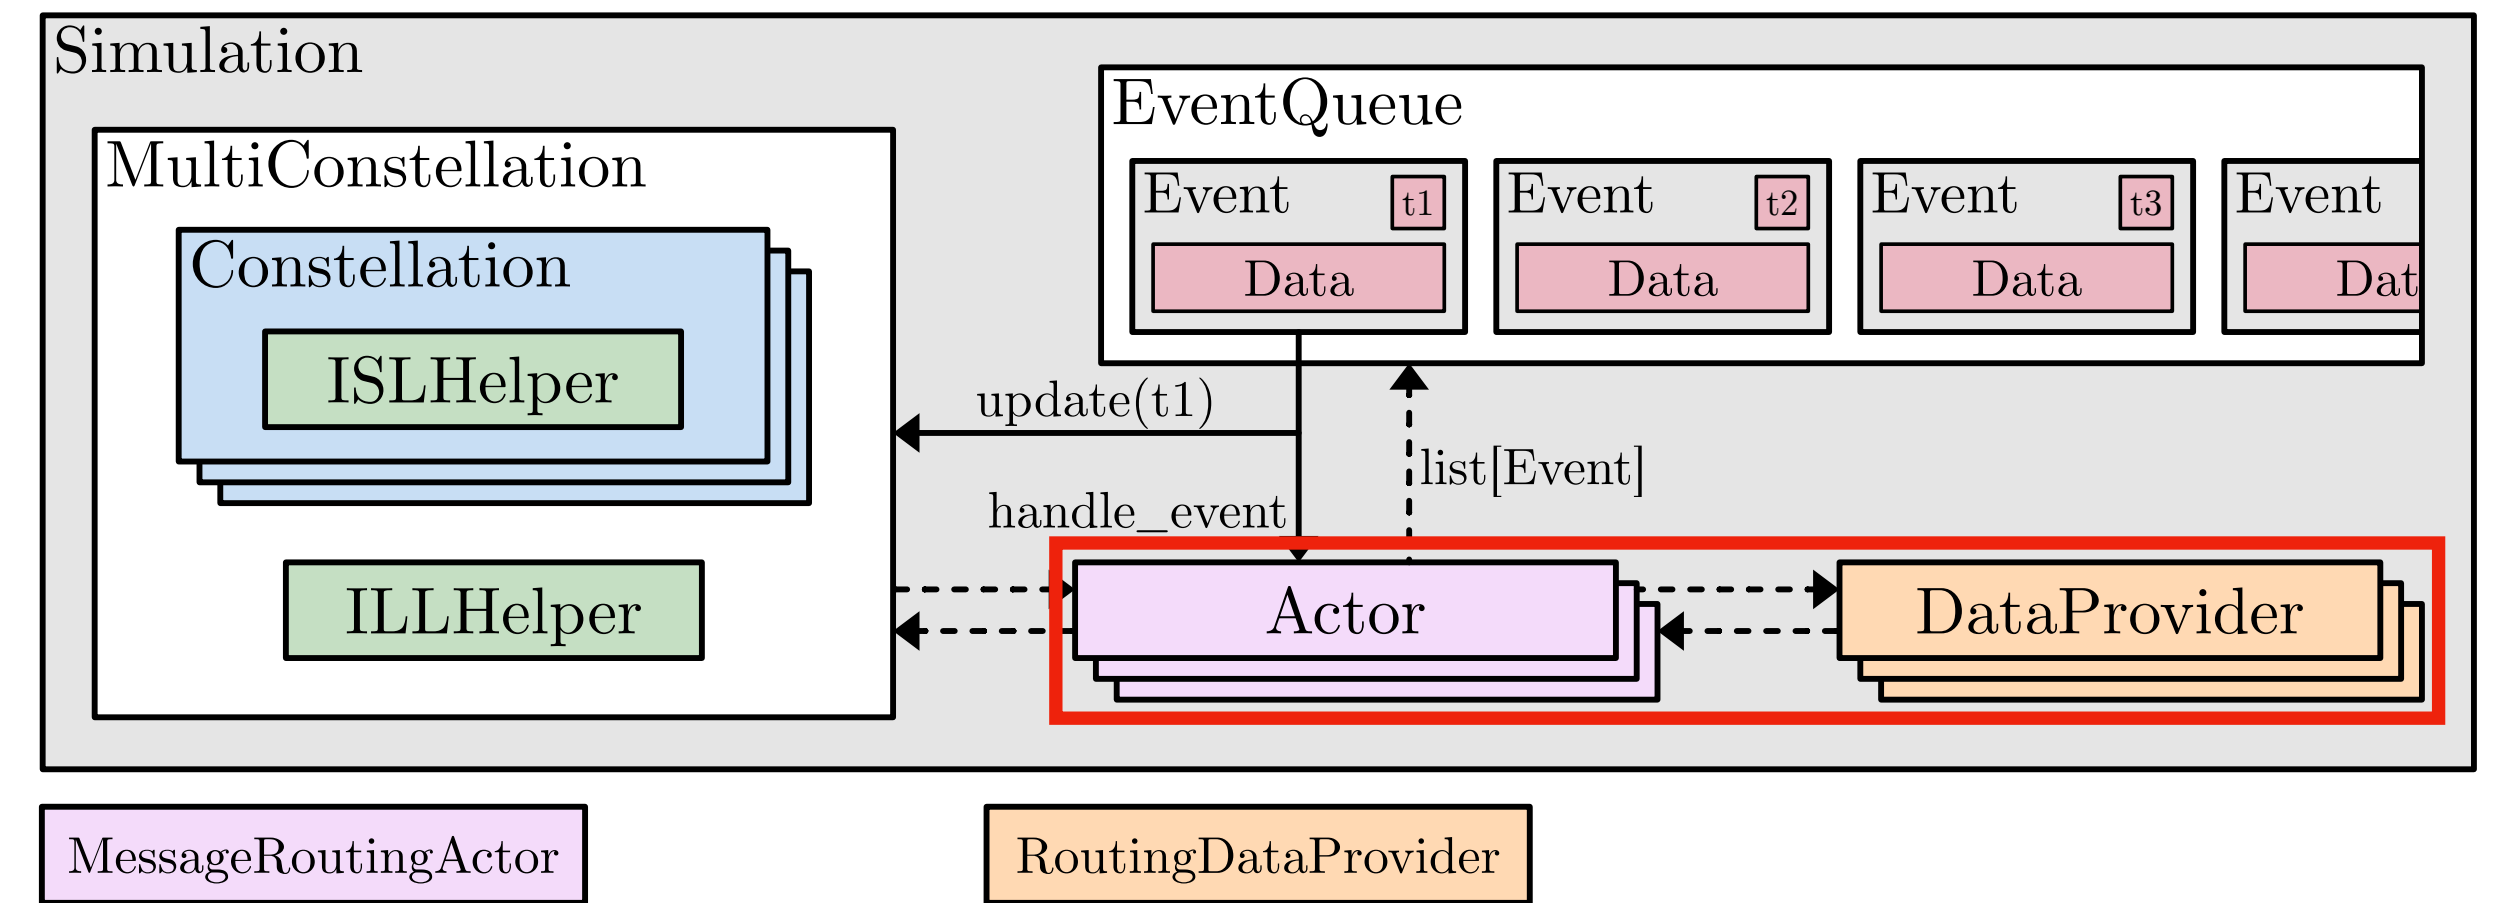 Simulation
EventQueue
MultiConstellation
Event
t1
Event
t2
Event
t3
Event
Data
Data
Data
Data
Constellation
ISLHelper
update(t1)
list[Event]
handle_event
ILLHelper
Actor
DataProvider
MessageRoutingActor
RoutingDataProvider